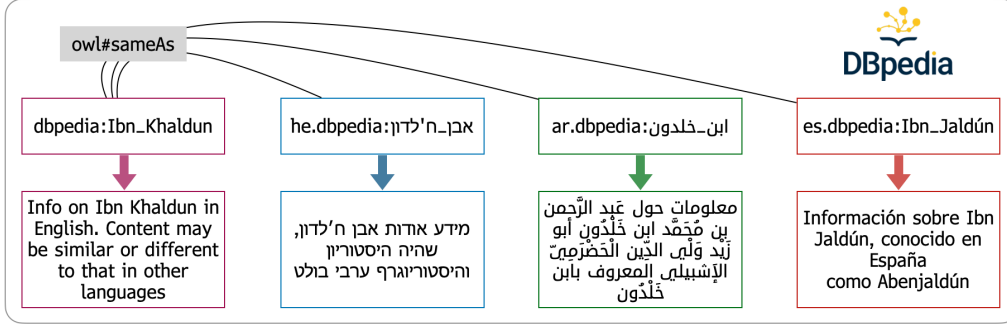 owl#sameAs
DBpedia
dbpedia:Ibn_Khaldun
he.dbpedia:אבן_ח'לדון
ar.dbpedia:ابن_خلدون
es.dbpedia:Ibn_Jaldún
Info on Ibn Khaldun in
English. Content may
be similar or different
to that in other
languages
מידע אודות אבן ח'לדון,
שהיה היסטוריון
והיסטוריוגרף ערבי בולט
معلومات حول عَبد الرَّحمن
بن مُحَمَّد ابن خَلْدُون أبو
زَيْد وَلْي الدِّين الْحَضْرَمِيّ
الإشبيلي المعروف بابن
خَلْدُون
Información sobre Ibn
Jaldún, conocido en
España
como Abenjaldún